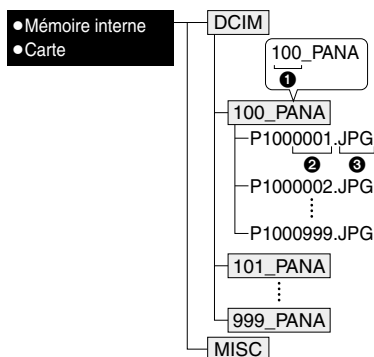 ●Mémoire interne
●Carte
DCIM
100_PANA
❶
100_PANA
P1000001.JPG
❷ ❸
P1000002.JPG
P1000999.JPG
101_PANA
999_PANA
MISC